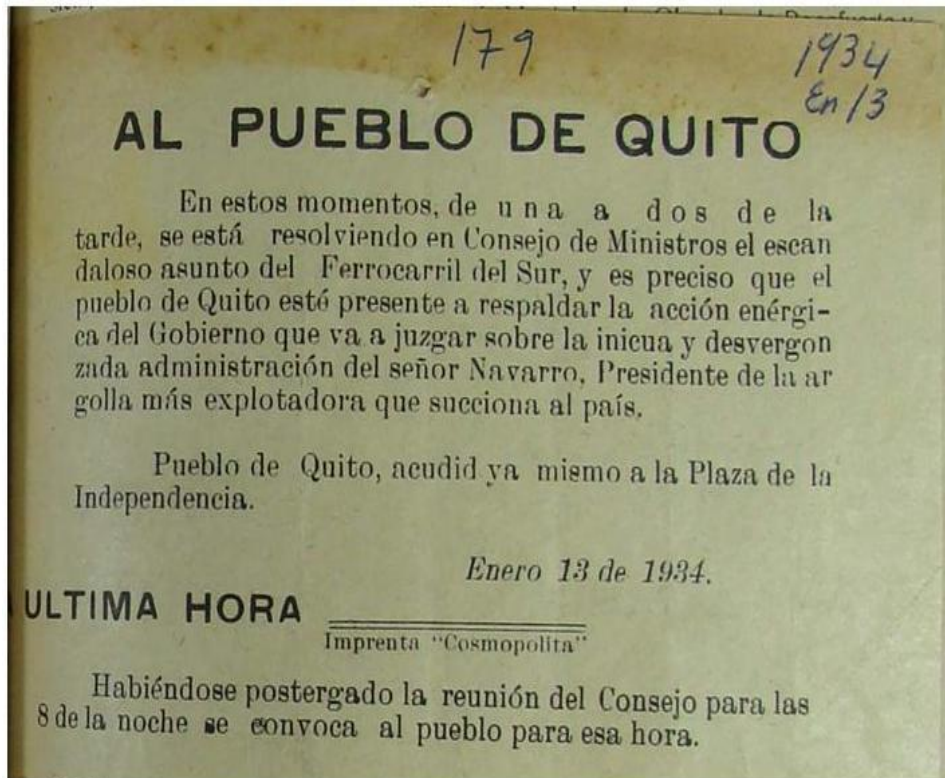 179
1934
En 13
AL PUEBLO DE QUITO
En estos momentos, de una a dos de la
tarde, se está resolviendo en Consejo de Ministros el escan
daloso asunto del Ferrocarril del Sur, y es preciso que el
pueblo de Quito esté presente a respaldar la acción enérgi-
ca del Gobierno que va a juzgar sobre la inicua y desvergon
zada administración del señor Navarro, Presidente de la ar
golla más explotadora que succiona al país.
Pueblo de Quito, acudid ya mismo a la Plaza de la
Independencia.
Enero 13 de 1934.
ULTIMA HORA
Imprenta "Cosmopolita"
Habiéndose postergado la reunión del Consejo para las
8 de la noche se convoca al pueblo para esa hora.